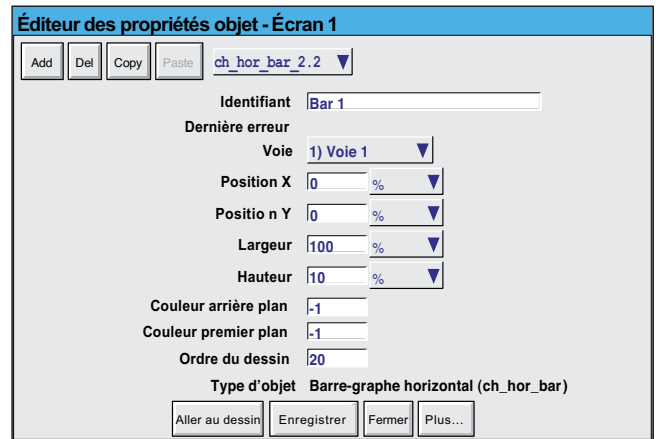 Éditeur des propriétés objet - Écran 1
Add Del Copy Paste ch_hor_bar_2.2
Identifiant Bar 1
Dernière erreur
Voie 1) Voie 1
Position X 0 %
Positio n Y 0 %
Largeur 100 %
Hauteur 10 %
Couleur arrière plan -1
Couleur premier plan -1
Ordre du dessin 20
Type d'objet Barre-graphe horizontal (ch_hor_bar)
Aller au dessin Enregistrer Fermer Plus...